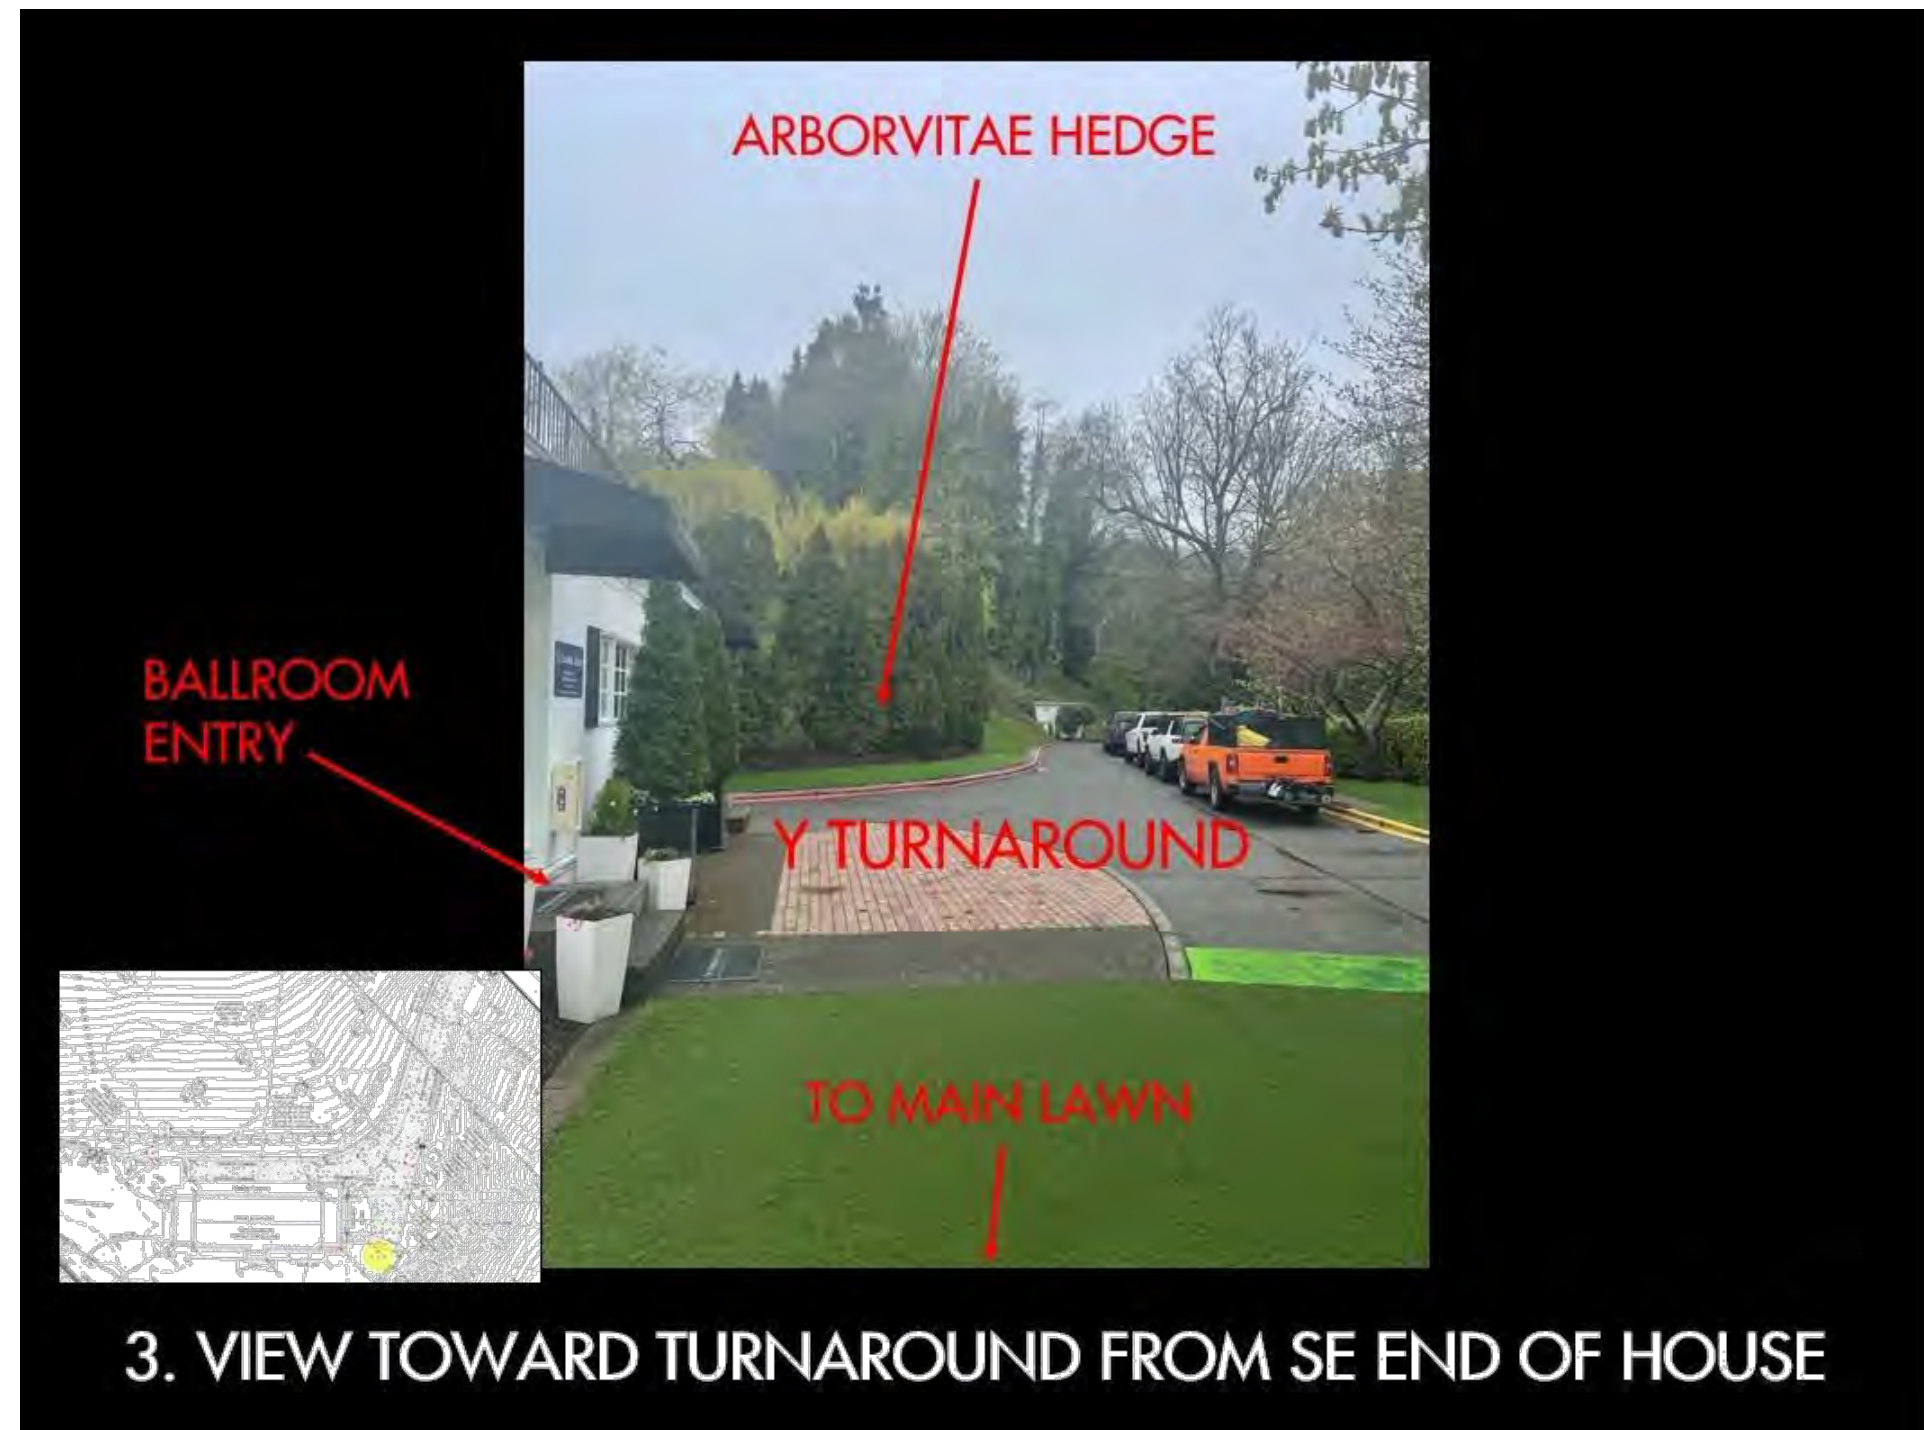 ARBORVITAE HEDGE
BALLROOM
ENTRY
Y TURNAROUND
TO MAIN LAWN
3. VIEW TOWARD TURNAROUND FROM SE END OF HOUSE